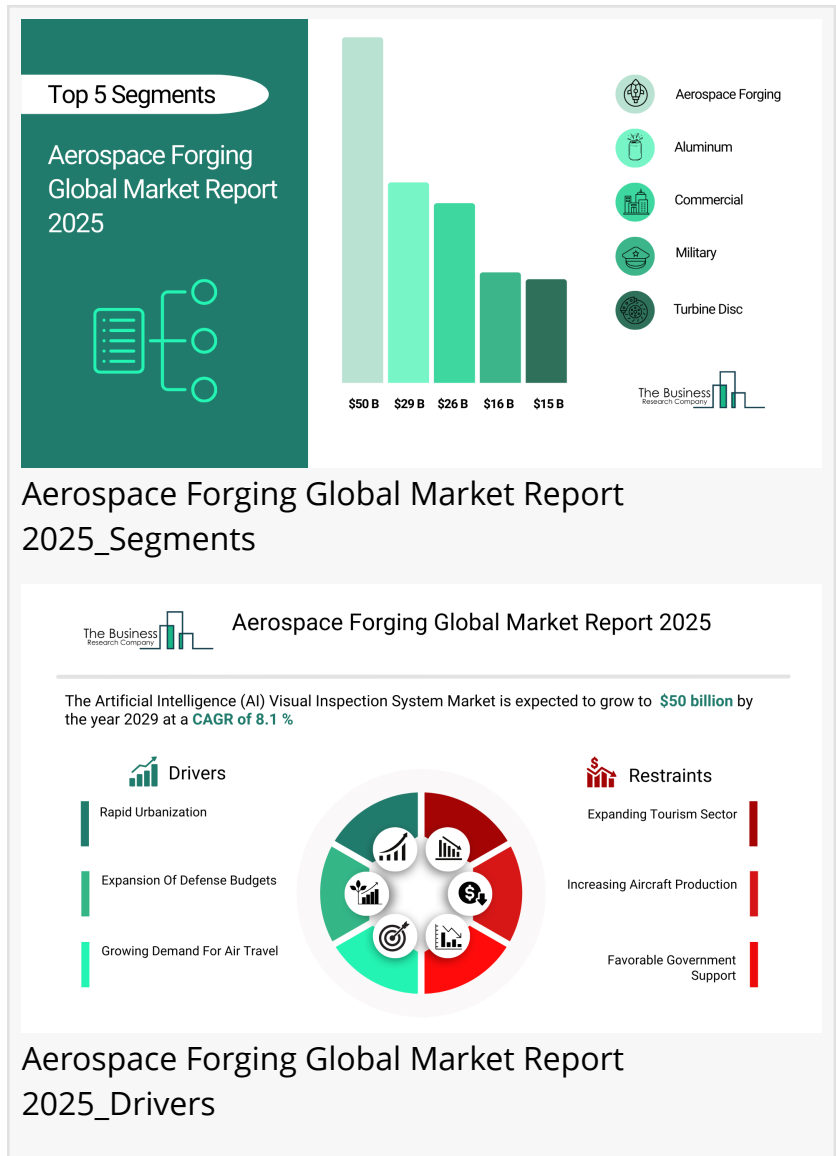 Top 5 Segments
Aerospace Forging
Global Market Report
2025
Aerospace Forging
Aluminum
Commercial
Military
Turbine Disc
$50 B $29 B $26 B $16 B $15 B
The Business
Research Company
Aerospace Forging Global Market Report
2025_Segments
The Business
Research Company
Aerospace Forging Global Market Report 2025
The Artificial Intelligence (AI) Visual Inspection System Market is expected to grow to $50 billion by
the year 2029 at a CAGR of 8.1 %
Drivers
Rapid Urbanization
Expansion Of Defense Budgets
Growing Demand For Air Travel
$
$
Restraints
Expanding Tourism Sector
Increasing Aircraft Production
Favorable Government
Support
Aerospace Forging Global Market Report
2025_Drivers